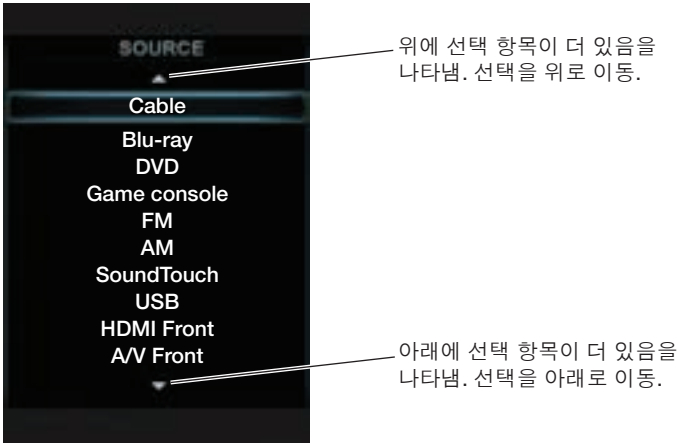 SOURCE
위에 선택 항목이 더 있음을
나타냄. 선택을 위로 이동.
Cable
Blu-ray
DVD
Game console
FM
AM
SoundTouch
USB
HDMI Front
A/V Front
아래에 선택 항목이 더 있음을
나타냄. 선택을 아래로 이동.